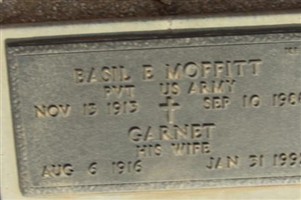 BASIL E MOFFITT
PVT US ARMY
NOV 13 1913 SEP 10
GARNET
HIS WIFE
AUG 6 1916 JAN 31